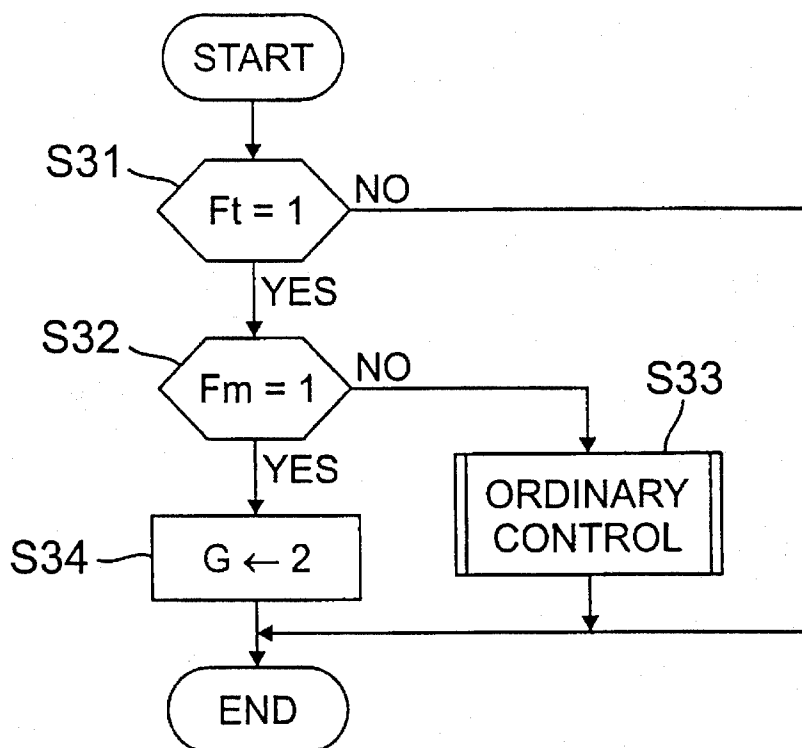 START
S31
Ft = 1
NO
YES
S32
Fm = 1
NO
S33
YES
ORDINARY
CONTROL
S34
G ← 2
END